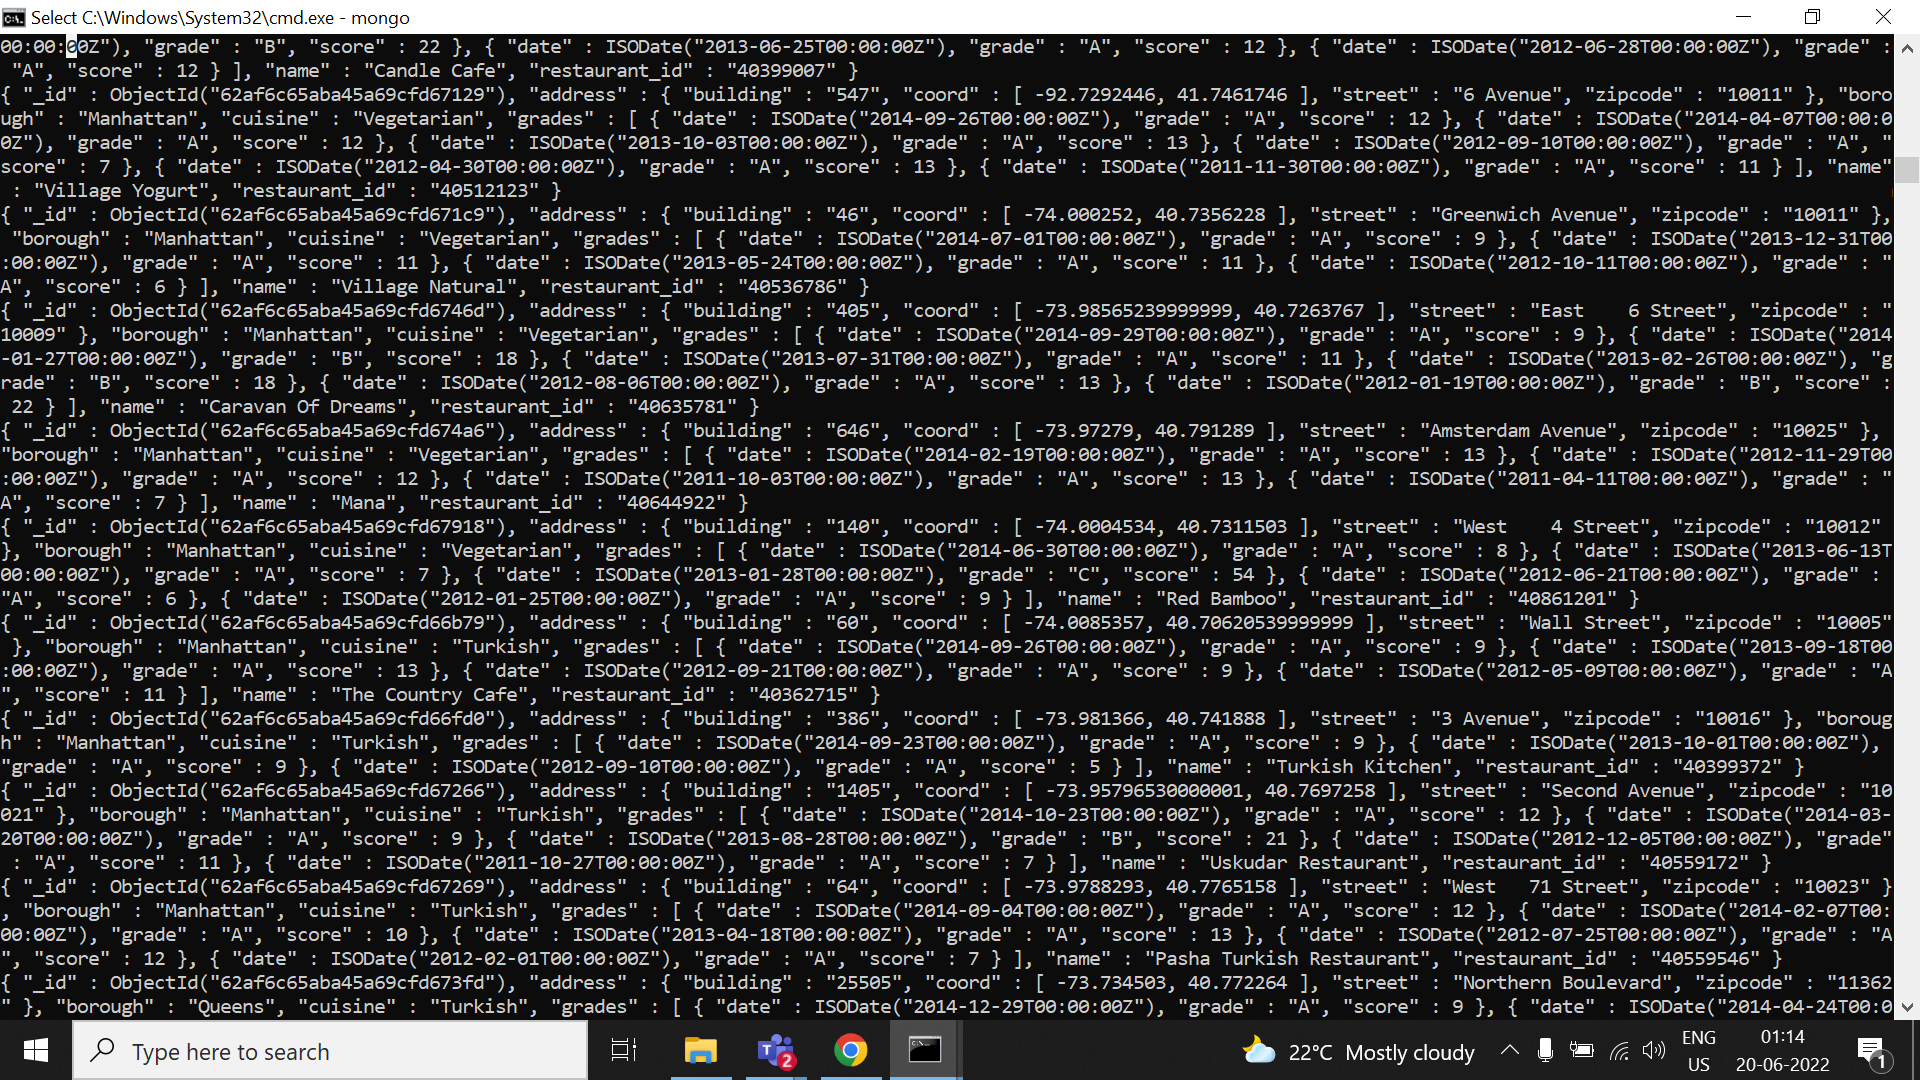 Select C:\Windows\System32\cmd.exe - mongo
00:00:00Z"), "grade" : "B", "score" : 22 }, { "date" : ISODate("2013-06-25T00:00:00Z"), "grade" : "A", "score" : 12 }, { "date" : ISODate("2012-06-28T00:00:00Z"), "grade" :
"A", "score" : 12 } ], "name" : "Candle Cafe", "restaurant_id" : "40399007" }
{ "_id" : ObjectId("62af6c65aba45a69cfd67129"), "address" : { "building" : "547", "coord" : [ -92.7292446, 41.7461746 ], "street" : "6 Avenue", "zipcode" : "10011" }, "boro
ugh" : "Manhattan", "cuisine" : "Vegetarian", "grades" : [ { "date" : ISODate("2014-09-26T00:00:00Z"), "grade" : "A", "score" : 12 }, { "date" : ISODate("2014-04-07T00:00:0
0Z"), "grade" : "A", "score" : 12 }, { "date" : ISODate("2013-10-03T00:00:00Z"), "grade" : "A", "score" : 13 }, { "date" : ISODate("2012-09-10T00:00:00Z"), "grade" : "A", "
score" : 7 }, { "date" : ISODate("2012-04-30T00:00:00Z"), "grade" : "A", "score" : 13 }, { "date" : ISODate("2011-11-30T00:00:00Z"), "grade" : "A", "score" : 11 } ], "name"
: "Village Yogurt", "restaurant_id" : "40512123" }
{ "_id" : ObjectId("62af6c65aba45a69cfd671c9"), "address" : { "building" : "46", "coord" : [ -74.000252, 40.7356228 ], "street" : "Greenwich Avenue", "zipcode" : "10011" },
"borough" : "Manhattan", "cuisine" : "Vegetarian", "grades" : [ { "date" : ISODate("2014-07-01T00:00:00Z"), "grade" : "A", "score" : 9 }, { "date" : ISODate("2013-12-31T00
:00:00Z"), "grade" : "A", "score" : 11 }, { "date" : ISODate("2013-05-24T00:00:00Z"), "grade" : "A", "score" : 11 }, { "date" : ISODate("2012-10-11T00:00:00Z"), "grade" : "
A", "score" : 6 } ], "name" : "Village Natural", "restaurant_id" : "40536786" }
{ "_id" : ObjectId("62af6c65aba45a69cfd6746d"), "address" : { "building" : "405", "coord" : [ -73.98565239999999, 40.7263767 ], "street" : "East    6 Street", "zipcode" : "
10009" }, "borough" : "Manhattan", "cuisine" : "Vegetarian", "grades" : [ { "date" : ISODate("2014-09-29T00:00:00Z"), "grade" : "A", "score" : 9 }, { "date" : ISODate("2014
-01-27T00:00:00Z"), "grade" : "B", "score" : 18 }, { "date" : ISODate("2013-07-31T00:00:00Z"), "grade" : "A", "score" : 11 }, { "date" : ISODate("2013-02-26T00:00:00Z"), "g
rade" : "B", "score" : 18 }, { "date" : ISODate("2012-08-06T00:00:00Z"), "grade" : "A", "score" : 13 }, { "date" : ISODate("2012-01-19T00:00:00Z"), "grade" : "B", "score" :
22 } ], "name" : "Caravan Of Dreams", "restaurant_id" : "40635781" }
{ "_id" : ObjectId("62af6c65aba45a69cfd674a6"), "address" : { "building" : "646", "coord" : [ -73.97279, 40.791289 ], "street" : "Amsterdam Avenue", "zipcode" : "10025" },
"borough" : "Manhattan", "cuisine" : "Vegetarian", "grades" : [ { "date" : ISODate("2014-02-19T00:00:00Z"), "grade" : "A", "score" : 13 }, { "date" : ISODate("2012-11-29T00
:00:00Z"), "grade" : "A", "score" : 12 }, { "date" : ISODate("2011-10-03T00:00:00Z"), "grade" : "A", "score" : 13 }, { "date" : ISODate("2011-04-11T00:00:00Z"), "grade" : "
A", "score" : 7 } ], "name" : "Mana", "restaurant_id" : "40644922" }
{ "_id" : ObjectId("62af6c65aba45a69cfd67918"), "address" : { "building" : "140", "coord" : [ -74.0004534, 40.7311503 ], "street" : "West    4 Street", "zipcode" : "10012"
}, "borough" : "Manhattan", "cuisine" : "Vegetarian", "grades" : [ { "date" : ISODate("2014-06-30T00:00:00Z"), "grade" : "A", "score" : 8 }, { "date" : ISODate("2013-06-13T
00:00:00Z"), "grade" : "A", "score" : 7 }, { "date" : ISODate("2013-01-28T00:00:00Z"), "grade" : "C", "score" : 54 }, { "date" : ISODate("2012-06-21T00:00:00Z"), "grade" :
"A", "score" : 6 }, { "date" : ISODate("2012-01-25T00:00:00Z"), "grade" : "A", "score" : 9 } ], "name" : "Red Bamboo", "restaurant_id" : "40861201" }
{ "_id" : ObjectId("62af6c65aba45a69cfd66b79"), "address" : { "building" : "60", "coord" : [ -74.0085357, 40.70620539999999 ], "street" : "Wall Street", "zipcode" : "10005"
}, "borough" : "Manhattan", "cuisine" : "Turkish", "grades" : [ { "date" : ISODate("2014-09-26T00:00:00Z"), "grade" : "A", "score" : 9 }, { "date" : ISODate("2013-09-18T00
:00:00Z"), "grade" : "A", "score" : 13 }, { "date" : ISODate("2012-09-21T00:00:00Z"), "grade" : "A", "score" : 9 }, { "date" : ISODate("2012-05-09T00:00:00Z"), "grade" : "A
", "score" : 11 } ], "name" : "The Country Cafe", "restaurant_id" : "40362715" }
{ "_id" : ObjectId("62af6c65aba45a69cfd66fd0"), "address" : { "building" : "386", "coord" : [ -73.981366, 40.741888 ], "street" : "3 Avenue", "zipcode" : "10016" }, "boroug
h" : "Manhattan", "cuisine" : "Turkish", "grades" : [ { "date" : ISODate("2014-09-23T00:00:00Z"), "grade" : "A", "score" : 9 }, { "date" : ISODate("2013-10-01T00:00:00Z"),
"grade" : "A", "score" : 9 }, { "date" : ISODate("2012-09-10T00:00:00Z"), "grade" : "A", "score" : 5 } ], "name" : "Turkish Kitchen", "restaurant_id" : "40399372" }
{ "_id" : ObjectId("62af6c65aba45a69cfd67266"), "address" : { "building" : "1405", "coord" : [ -73.95796530000001, 40.7697258 ], "street" : "Second Avenue", "zipcode" : "10
021" }, "borough" : "Manhattan", "cuisine" : "Turkish", "grades" : [ { "date" : ISODate("2014-10-23T00:00:00Z"), "grade" : "A", "score" : 12 }, { "date" : ISODate("2014-03-
20T00:00:00Z"), "grade" : "A", "score" : 9 }, { "date" : ISODate("2013-08-28T00:00:00Z"), "grade" : "B", "score" : 21 }, { "date" : ISODate("2012-12-05T00:00:00Z"), "grade"
: "A", "score" : 11 }, { "date" : ISODate("2011-10-27T00:00:00Z"), "grade" : "A", "score" : 7 } ], "name" : "Uskudar Restaurant", "restaurant_id" : "40559172" }
{ "_id" : ObjectId("62af6c65aba45a69cfd67269"), "address" : { "building" : "64", "coord" : [ -73.9788293, 40.7765158 ], "street" : "West   71 Street", "zipcode" : "10023" }
, "borough" : "Manhattan", "cuisine" : "Turkish", "grades" : [ { "date" : ISODate("2014-09-04T00:00:00Z"), "grade" : "A", "score" : 12 }, { "date" : ISODate("2014-02-07T00:
00:00Z"), "grade" : "A", "score" : 10 }, { "date" : ISODate("2013-04-18T00:00:00Z"), "grade" : "A", "score" : 13 }, { "date" : ISODate("2012-07-25T00:00:00Z"), "grade" : "A
", "score" : 12 }, { "date" : ISODate("2012-02-01T00:00:00Z"), "grade" : "A", "score" : 7 } ], "name" : "Pasha Turkish Restaurant", "restaurant_id" : "40559546" }
{ "_id" : ObjectId("62af6c65aba45a69cfd673fd"), "address" : { "building" : "25505", "coord" : [ -73.734503, 40.772264 ], "street" : "Northern Boulevard", "zipcode" : "11362
" }, "borough" : "Queens", "cuisine" : "Turkish", "grades" : [ { "date" : ISODate("2014-12-29T00:00:00Z"), "grade" : "A", "score" : 9 }, { "date" : ISODate("2014-04-24T00:0
Type here to search
2
22°C Mostly cloudy
ENG
US
01:14
20-06-2022
1